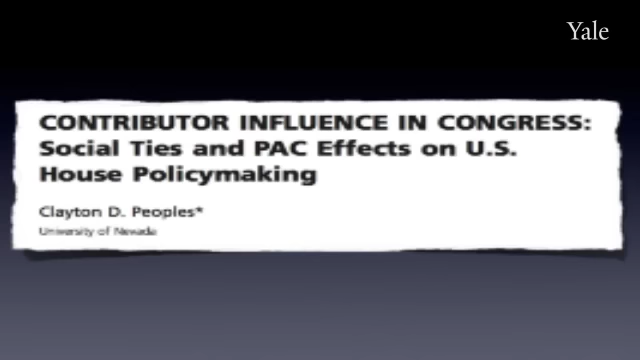 Yale
CONTRIBUTOR INFLUENCE IN CONGRESS:
Social Ties and PAC Effects on U.S.
House Policymaking
Clayton D. Peoples*
University of Nevada